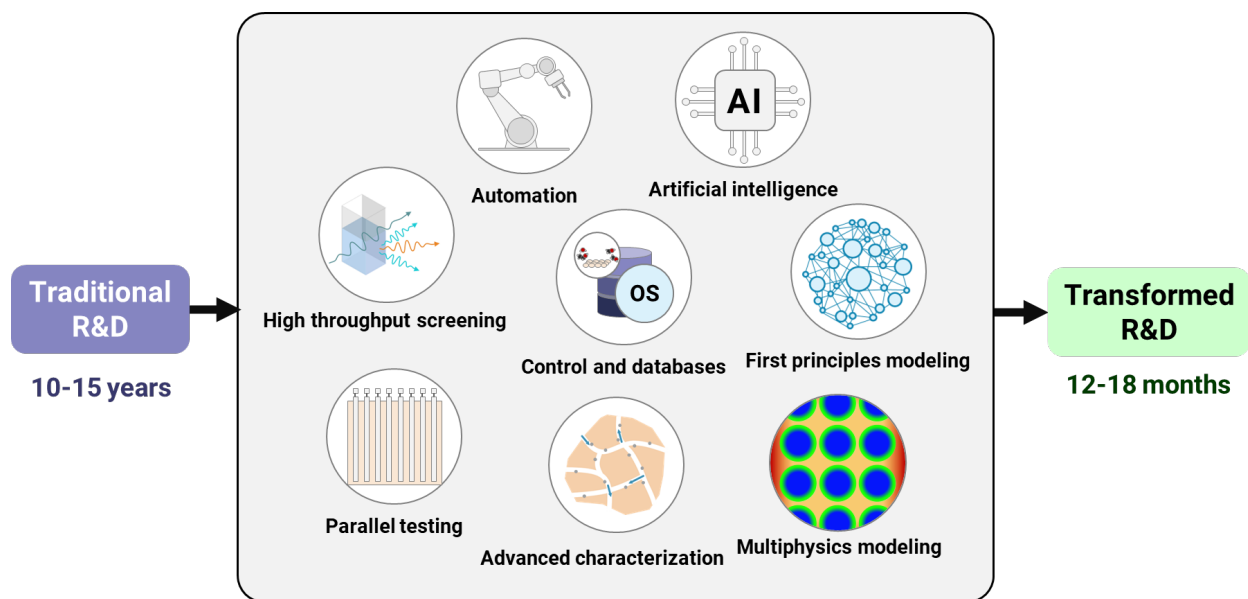 Traditional
R&D
10-15 years
AI
Automation
Artificial intelligence
High throughput screening
OS
Control and databases
First principles modeling
Parallel testing
Advanced characterization
Multiphysics modeling
Transformed
R&D
12-18 months